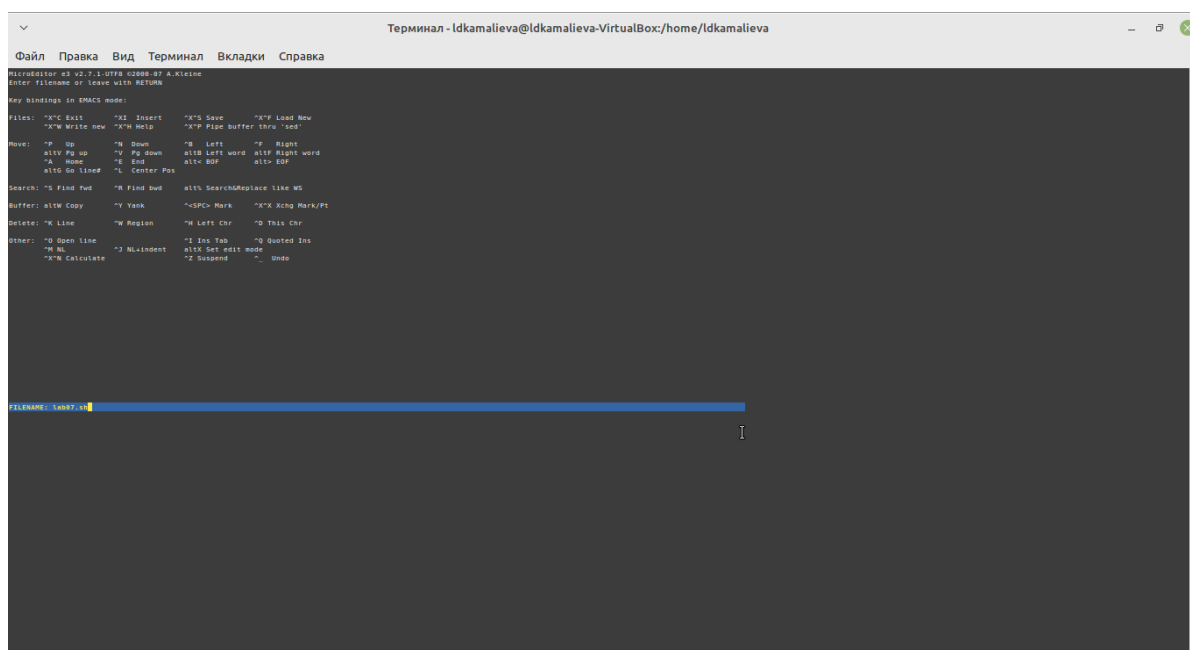 Терминал - ldkamalieva@ldkamalieva-VirtualBox:/home/ldkamalieva
Файл Правка Вид Терминал Вкладки Справка
MicroEditor e3 v2.7.1-UTF8 ©2000-07 A.Kleine
Enter filename or leave with RETURN
Key bindings in EMACS mode:
Files: ^X^C Exit ^XI Insert ^X^S Save ^X^F Load New
^X^W Write new ^X^H Help ^X^P Pipe buffer thru 'sed'
Move: ^P Up ^N Down ^B Left ^F Right
altV Pg up ^V Pg down altB Left word altF Right word
^A Home ^E End alt< BOF alt> EOF
altG Go line# ^L Center Pos
Search: ^S Find fwd ^R Find bwd alt% Search&Replace like WS
Buffer: altW Copy ^Y Yank ^<SPC> Mark ^X^X Xchg Mark/Pt
Delete: ^K Line ^W Region ^H Left Chr ^D This Chr
Other: ^O Open line ^I Ins Tab ^Q Quoted Ins
^M NL ^J NL+indent altX Set edit mode
^X^N Calculate ^Z Suspend ^_ Undo
FILENAME: lab07.sh